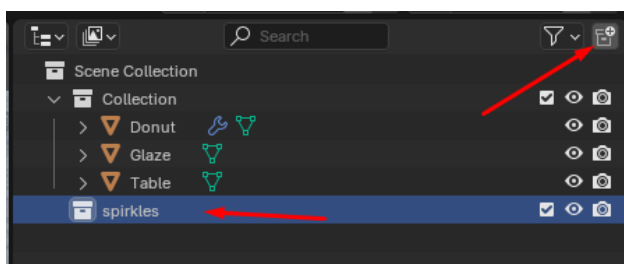 Search
Scene Collection
Collection
Donut
Glaze
Table
spirkles